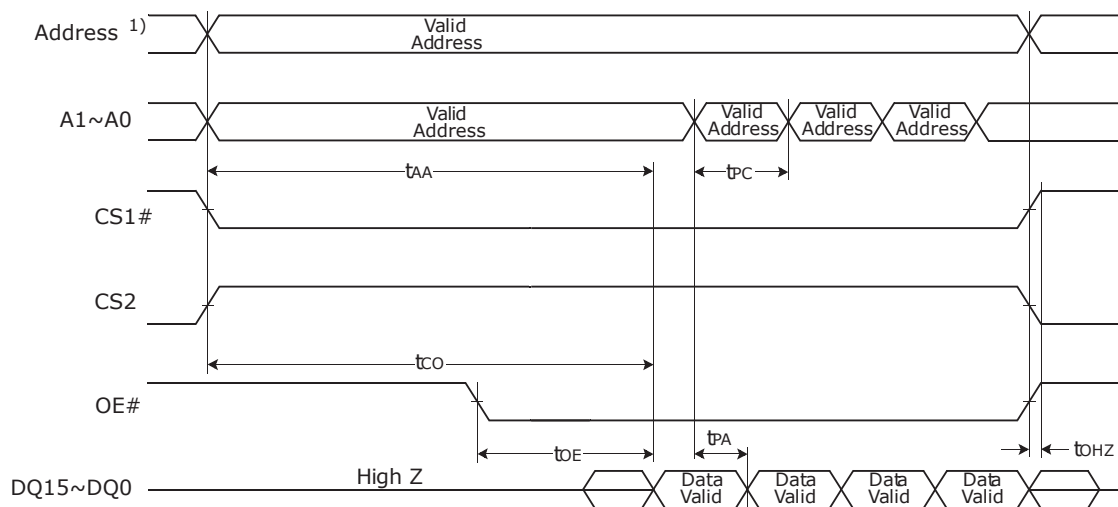 Address 1)
Valid
Address
A1~A0
Valid
Address
Valid
Address
Valid
Address
Valid
Address
tAA
tPC
CS1#
CS2
tCO
OE#
tOE
tPA
tOHZ
DQ15~DQ0
High Z
Data
Valid
Data
Valid
Data
Valid
Data
Valid